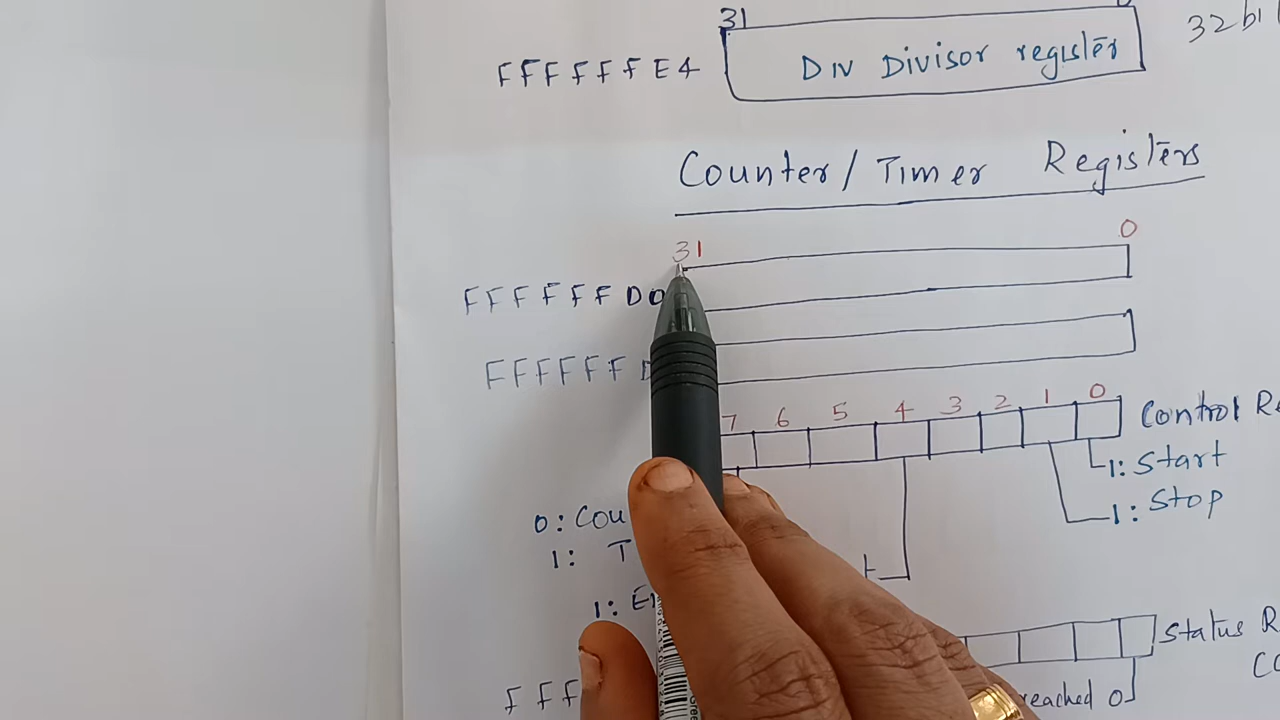 31
32 bi
FFFFFFE4 DIV Divisor register
Counter/Timer Registers
31 0
FFFFFFD0
FFFFFF D
7 6 5 4 3 2 1 0
Control Re
1: Start
1: Stop
0: Cou
1: T
1: E
Status R
FFF
reached 0